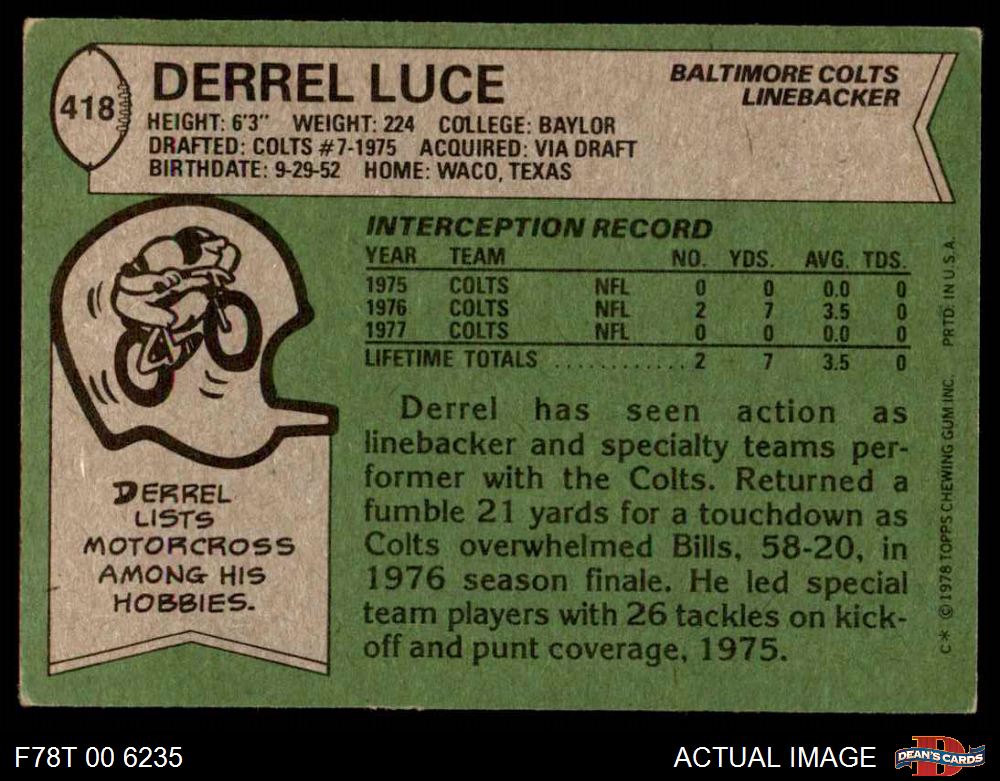 418
DERREL LUCE
BALTIMORE COLTS
LINEBACKER
HEIGHT: 6'3" WEIGHT: 224 COLLEGE: BAYLOR
DRAFTED: COLTS #7-1975 ACQUIRED: VIA DRAFT
BIRTHDATE: 9-29-52 HOME: WACO, TEXAS
DERREL
LISTS
MOTORCROSS
AMONG HIS
HOBBIES.
INTERCEPTION RECORD
YEAR TEAM NO. YDS. AVG. TDS.
1975 COLTS NFL 0 0 0.0 0
1976 COLTS NFL 2 7 3.5 0
1977 COLTS NFL 0 0 0.0 0
LIFETIME TOTALS ............ 2 7 3.5 0
Derrel has seen action as
linebacker and specialty teams per-
former with the Colts. Returned a
fumble 21 yards for a touchdown as
Colts overwhelmed Bills, 58-20, in
1976 season finale. He led special
team players with 26 tackles on kick-
off and punt coverage, 1975.
C* © 1978 TOPPS CHEWING GUM INC. PRTD. IN U.S.A.
F78T 00 6235
ACTUAL IMAGE
D
DEAN'S CARDS